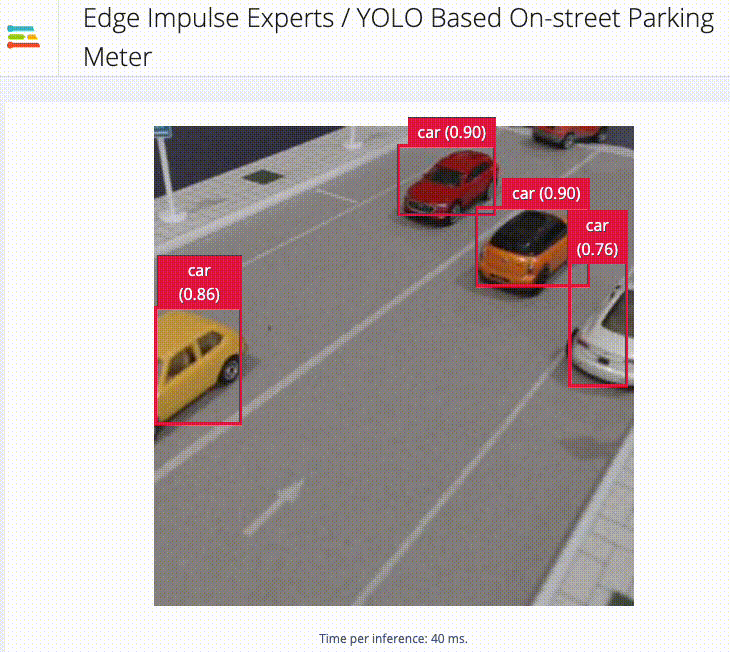 Edge Impulse Experts / YOLO Based On-street Parking
Meter
car (0.90)
car (0.90)
car
(0.76)
car
(0.86)
Time per inference: 40 ms.